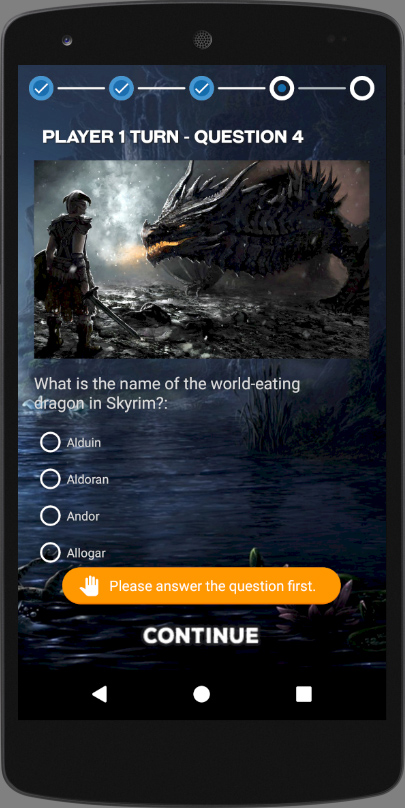 PLAYER 1 TURN - QUESTION 4
What is the name of the world-eating
dragon in Skyrim?:
Alduin
Aldoran
Andor
Allogar
Please answer the question first.
CONTINUE